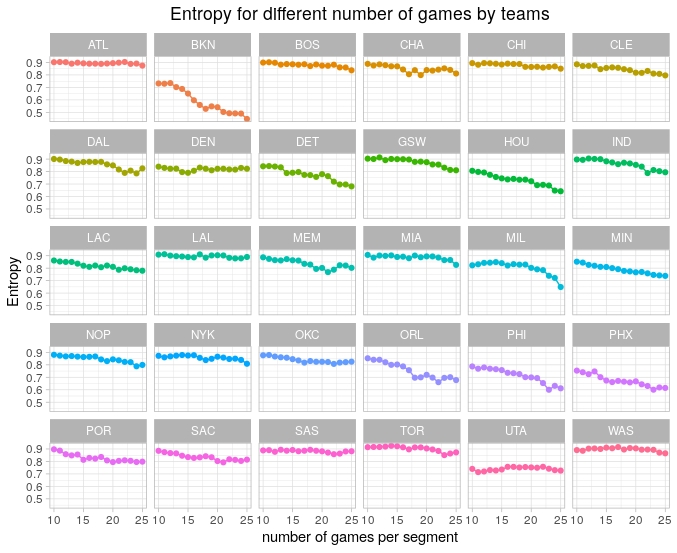 Entropy for different number of games by teams
ATL BKN BOS CHA CHI CLE
0.9
0.8
0.7
0.6
0.5
DAL DEN DET GSW HOU IND
0.9
0.8
0.7
0.6
0.5
LAC LAL MEM MIA MIL MIN
0.9
0.8
0.7
0.6
0.5
Entropy
NOP NYK OKC ORL PHI PHX
0.9
0.8
0.7
0.6
0.5
POR SAC SAS TOR UTA WAS
0.9
0.8
0.7
0.6
0.5
10 15 20 25 10 15 20 25 10 15 20 25 10 15 20 25 10 15 20 25 10 15 20 25
number of games per segment